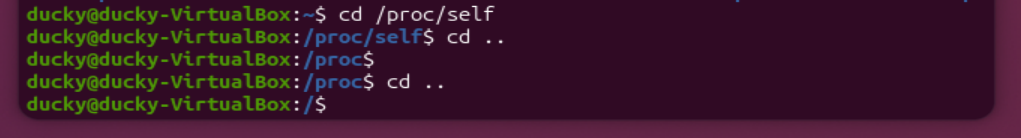 ducky@ducky-VirtualBox:~$ cd /proc/self
ducky@ducky-VirtualBox:/proc/self$ cd ..
ducky@ducky-VirtualBox:/proc$
ducky@ducky-VirtualBox:/proc$ cd ..
ducky@ducky-VirtualBox:/$